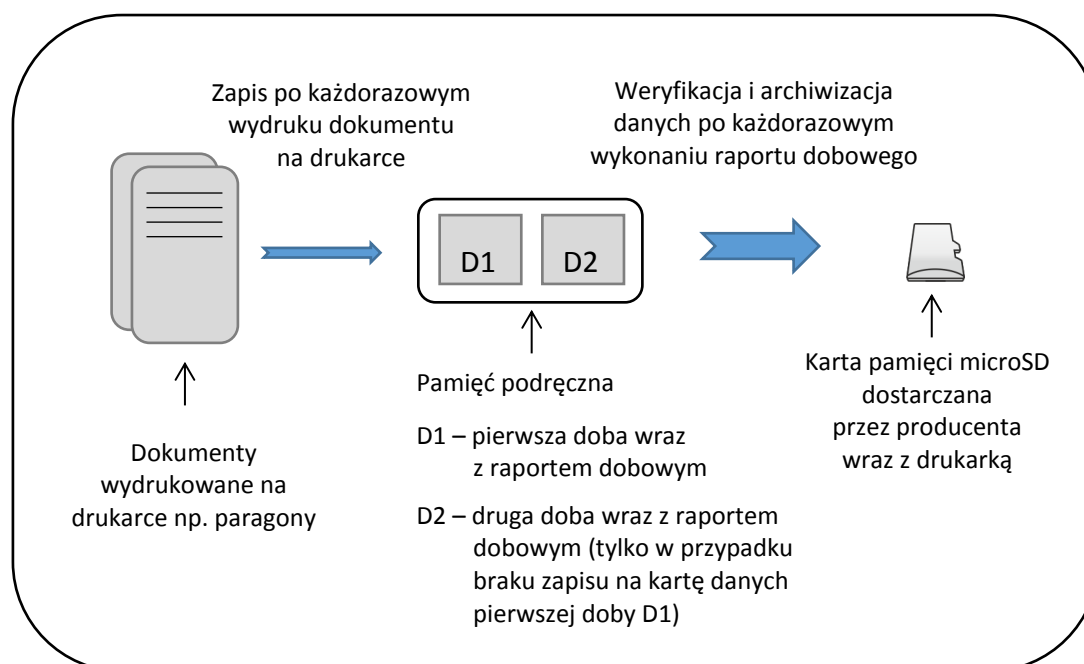 Zapis po każdorazowym
wydruku dokumentu
na drukarce
Weryfikacja i archiwizacja
danych po każdorazowym
wykonaniu raportu dobowego
D1
D2
Dokumenty
wydrukowane na
drukarce np. paragony
Pamięć podręczna
D1 – pierwsza doba wraz
z raportem dobowym
D2 – druga doba wraz z raportem
dobowym (tylko w przypadku
braku zapisu na kartę danych
pierwszej doby D1)
Karta pamięci microSD
dostarczana
przez producenta
wraz z drukarką